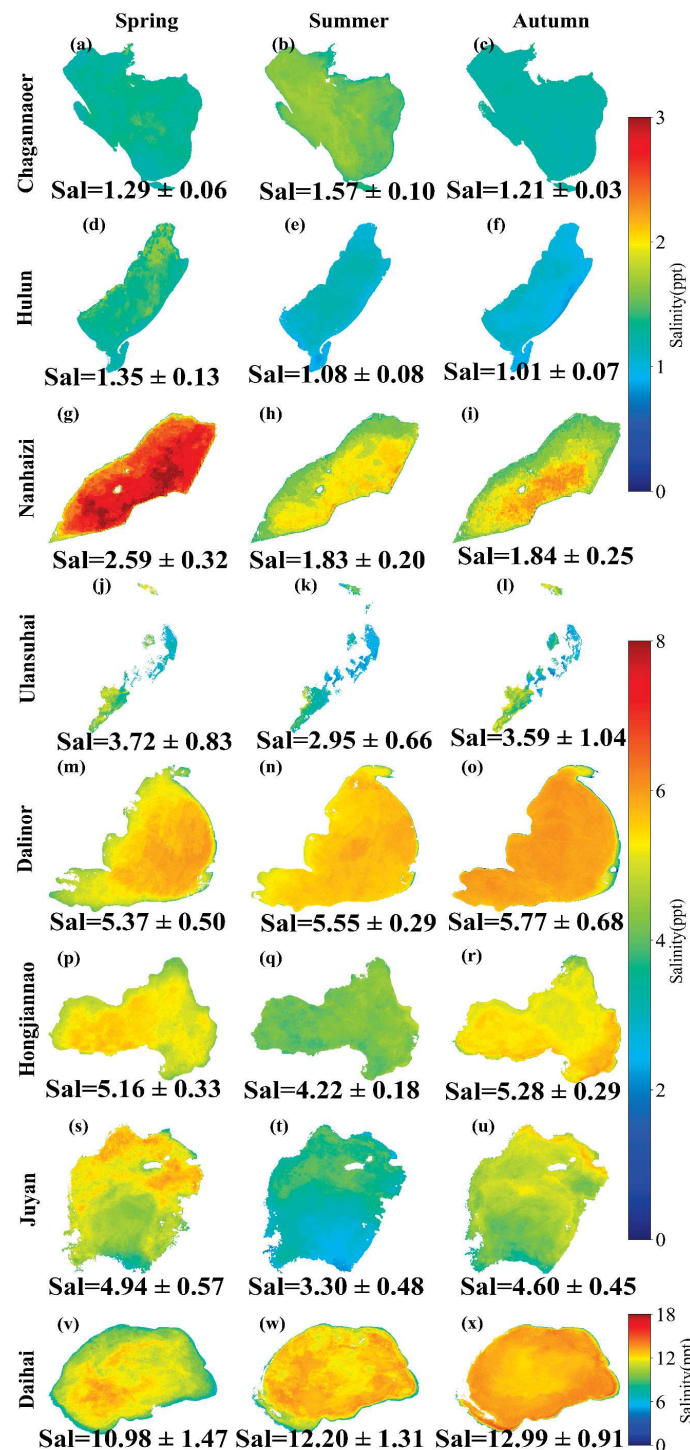 Spring Summer Autumn
(a) (b) (c)
Chagannaoer
Sal=1.29 ± 0.06 Sal=1.57 ± 0.10 Sal=1.21 ± 0.03
(d) (e) (f)
Hulun
Sal=1.35 ± 0.13 Sal=1.08 ± 0.08 Sal=1.01 ± 0.07
(g) (h) (i)
Nanhaizi
Sal=2.59 ± 0.32 Sal=1.83 ± 0.20 Sal=1.84 ± 0.25
3
2
1
0
Salinity(ppt)
(j) (k) (l)
Ulansuhai
Sal=3.72 ± 0.83 Sal=2.95 ± 0.66 Sal=3.59 ± 1.04
(m) (n) (o)
Dalinor
Sal=5.37 ± 0.50 Sal=5.55 ± 0.29 Sal=5.77 ± 0.68
(p) (q) (r)
Hongjiannao
Sal=5.16 ± 0.33 Sal=4.22 ± 0.18 Sal=5.28 ± 0.29
(s) (t) (u)
Juyan
Sal=4.94 ± 0.57 Sal=3.30 ± 0.48 Sal=4.60 ± 0.45
8
6
4
2
0
Salinity(ppt)
(v) (w) (x)
Daihai
Sal=10.98 ± 1.47 Sal=12.20 ± 1.31 Sal=12.99 ± 0.91
18
12
9
6
3
0
Salinity(ppt)